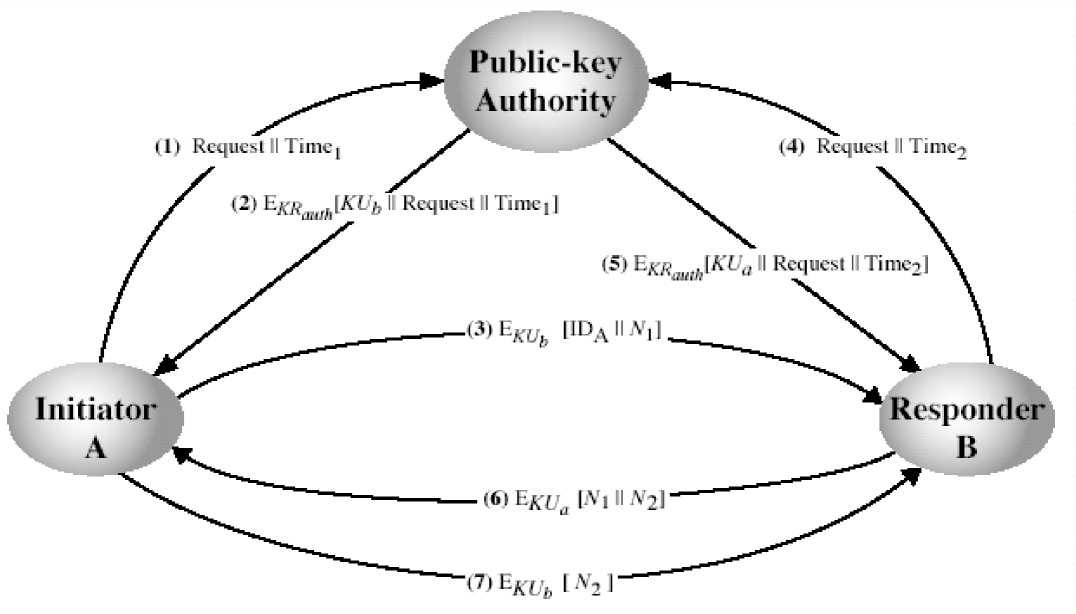 Public-key
Authority
(1) Request || Time1
(4) Request || Time2
(2) EKRauth[KUb || Request || Time1]
(5) EKRauth[KUa || Request || Time2]
(3) EKUb [IDA || N1]
Initiator
A
Responder
B
(6) EKUa [N1 || N2]
(7) EKUb [ N2 ]